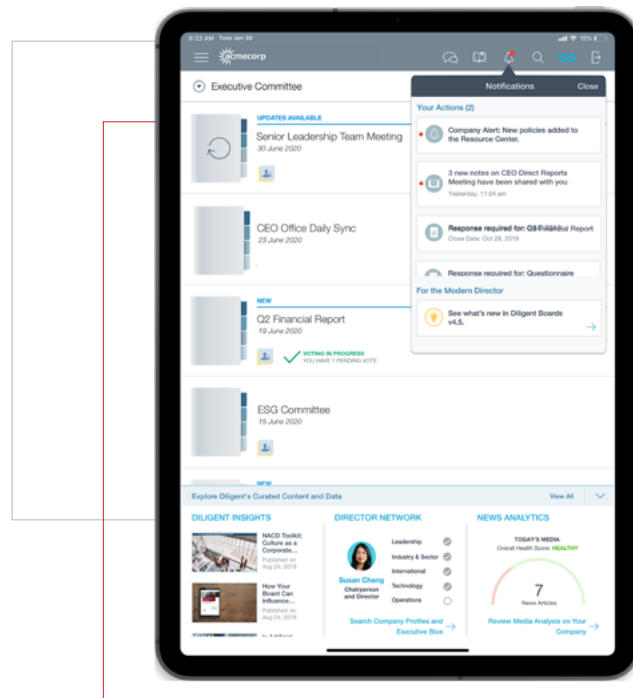 9:33 AM Tues Jun 30
15%
acmecorp
Executive Committee
Notifications
Close
Your Actions (2)
Company Alert: New policies added to
the Resource Center.
3 new notes on CEO Direct Reports
Meeting have been shared with you
Yesterday, 11:04 am
Response required for: Financial Report
Close Date: Oct 28, 2019
Response required for: Questionnaire
For the Modern Director
See what's new in Diligent Boards
v4.5.
UPDATES AVAILABLE
Senior Leadership Team Meeting
30 June 2020
CEO Office Daily Sync
23 June 2020
NEW
Q2 Financial Report
19 June 2020
VOTING IN PROGRESS
YOU HAVE 1 PENDING VOTE
ESG Committee
15 June 2020
NEW
Explore Diligent's Curated Content and Data
View All
DILIGENT INSIGHTS
NACD Toolkit:
Culture as a
Corporate...
Published on
Aug 24, 2019
How Your
Board Can
Influence...
Published on
Aug 24, 2019
Is Artificial
DIRECTOR NETWORK
Susan Cheng
Chairperson
and Director
Leadership
Industry & Sector
International
Technology
Operations
Search Company Profiles and
Executive Bios
NEWS ANALYTICS
TODAY'S MEDIA
Overall Health Score: HEALTHY
7
News Articles
Review Media Analysis on Your
Company